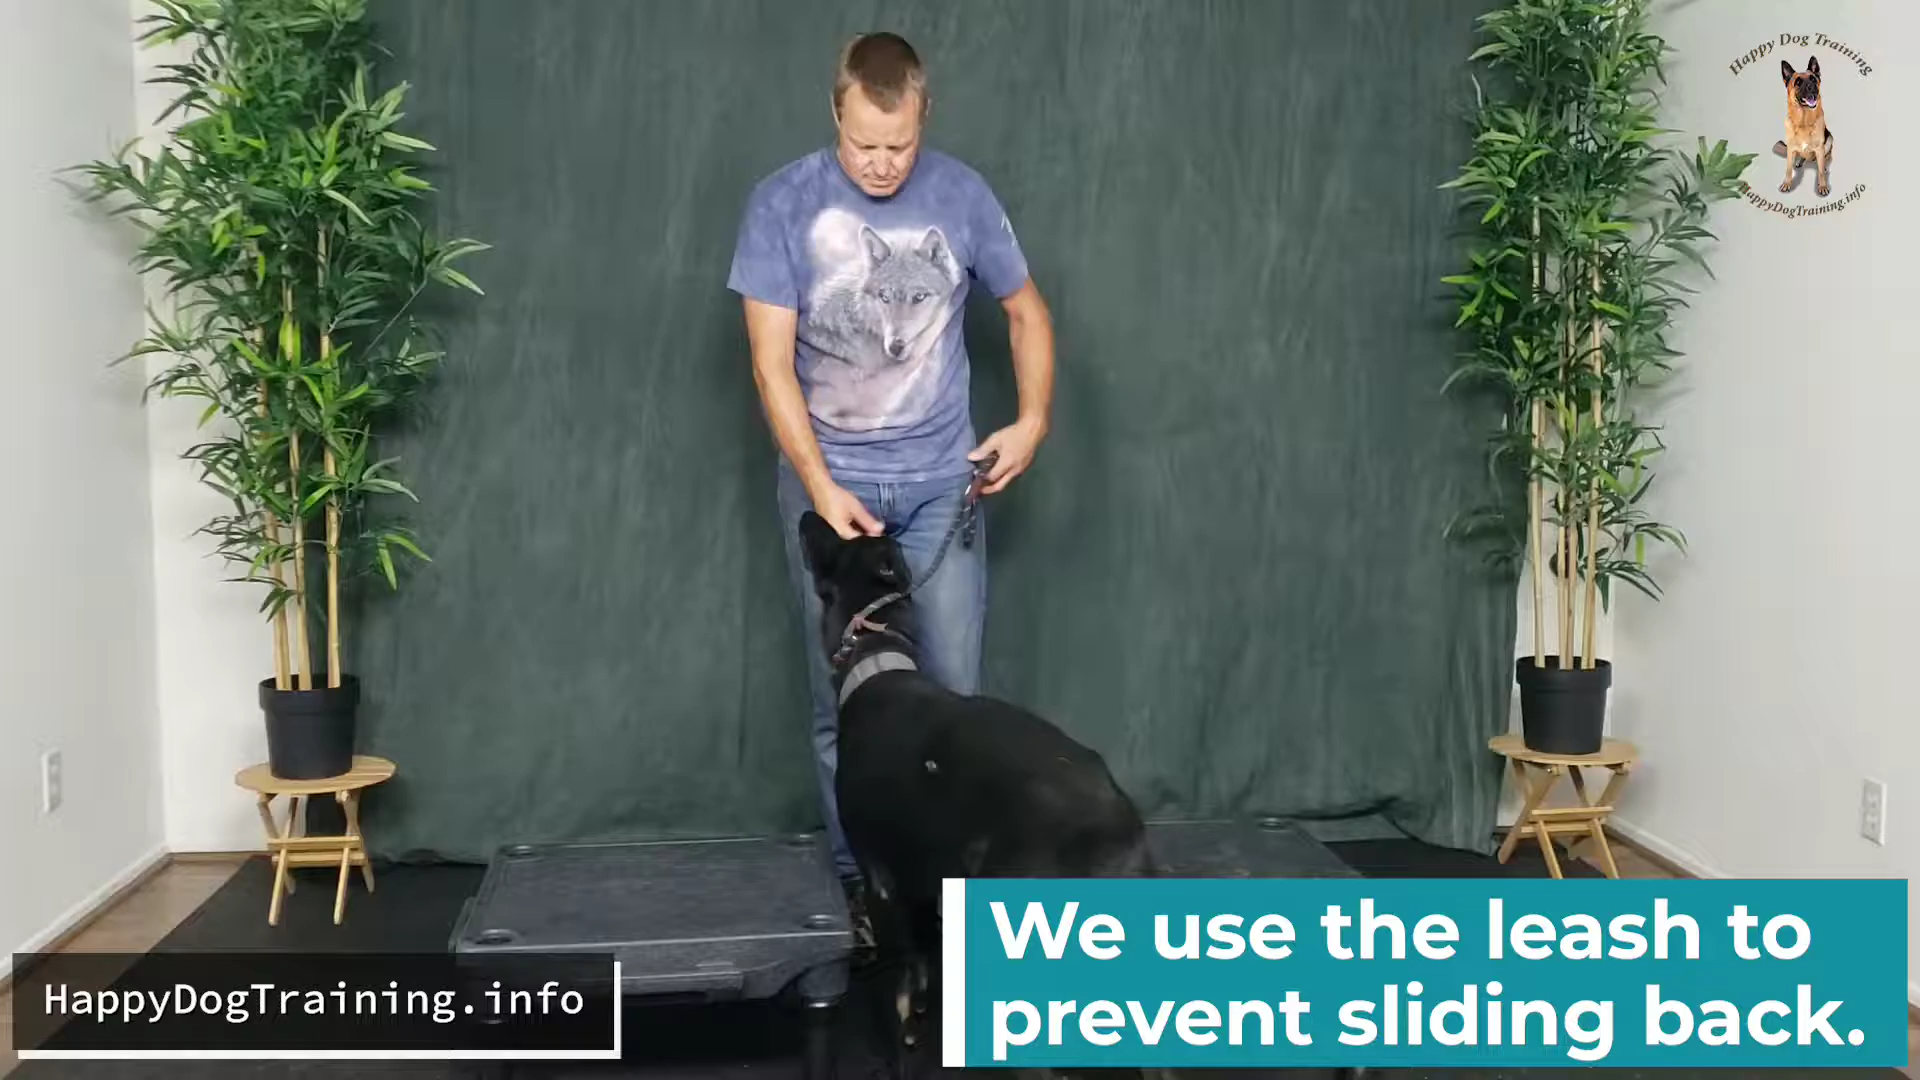 Happy Dog Training
HappyDogTraining.info
We use the leash to
prevent sliding back.
HappyDogTraining.info